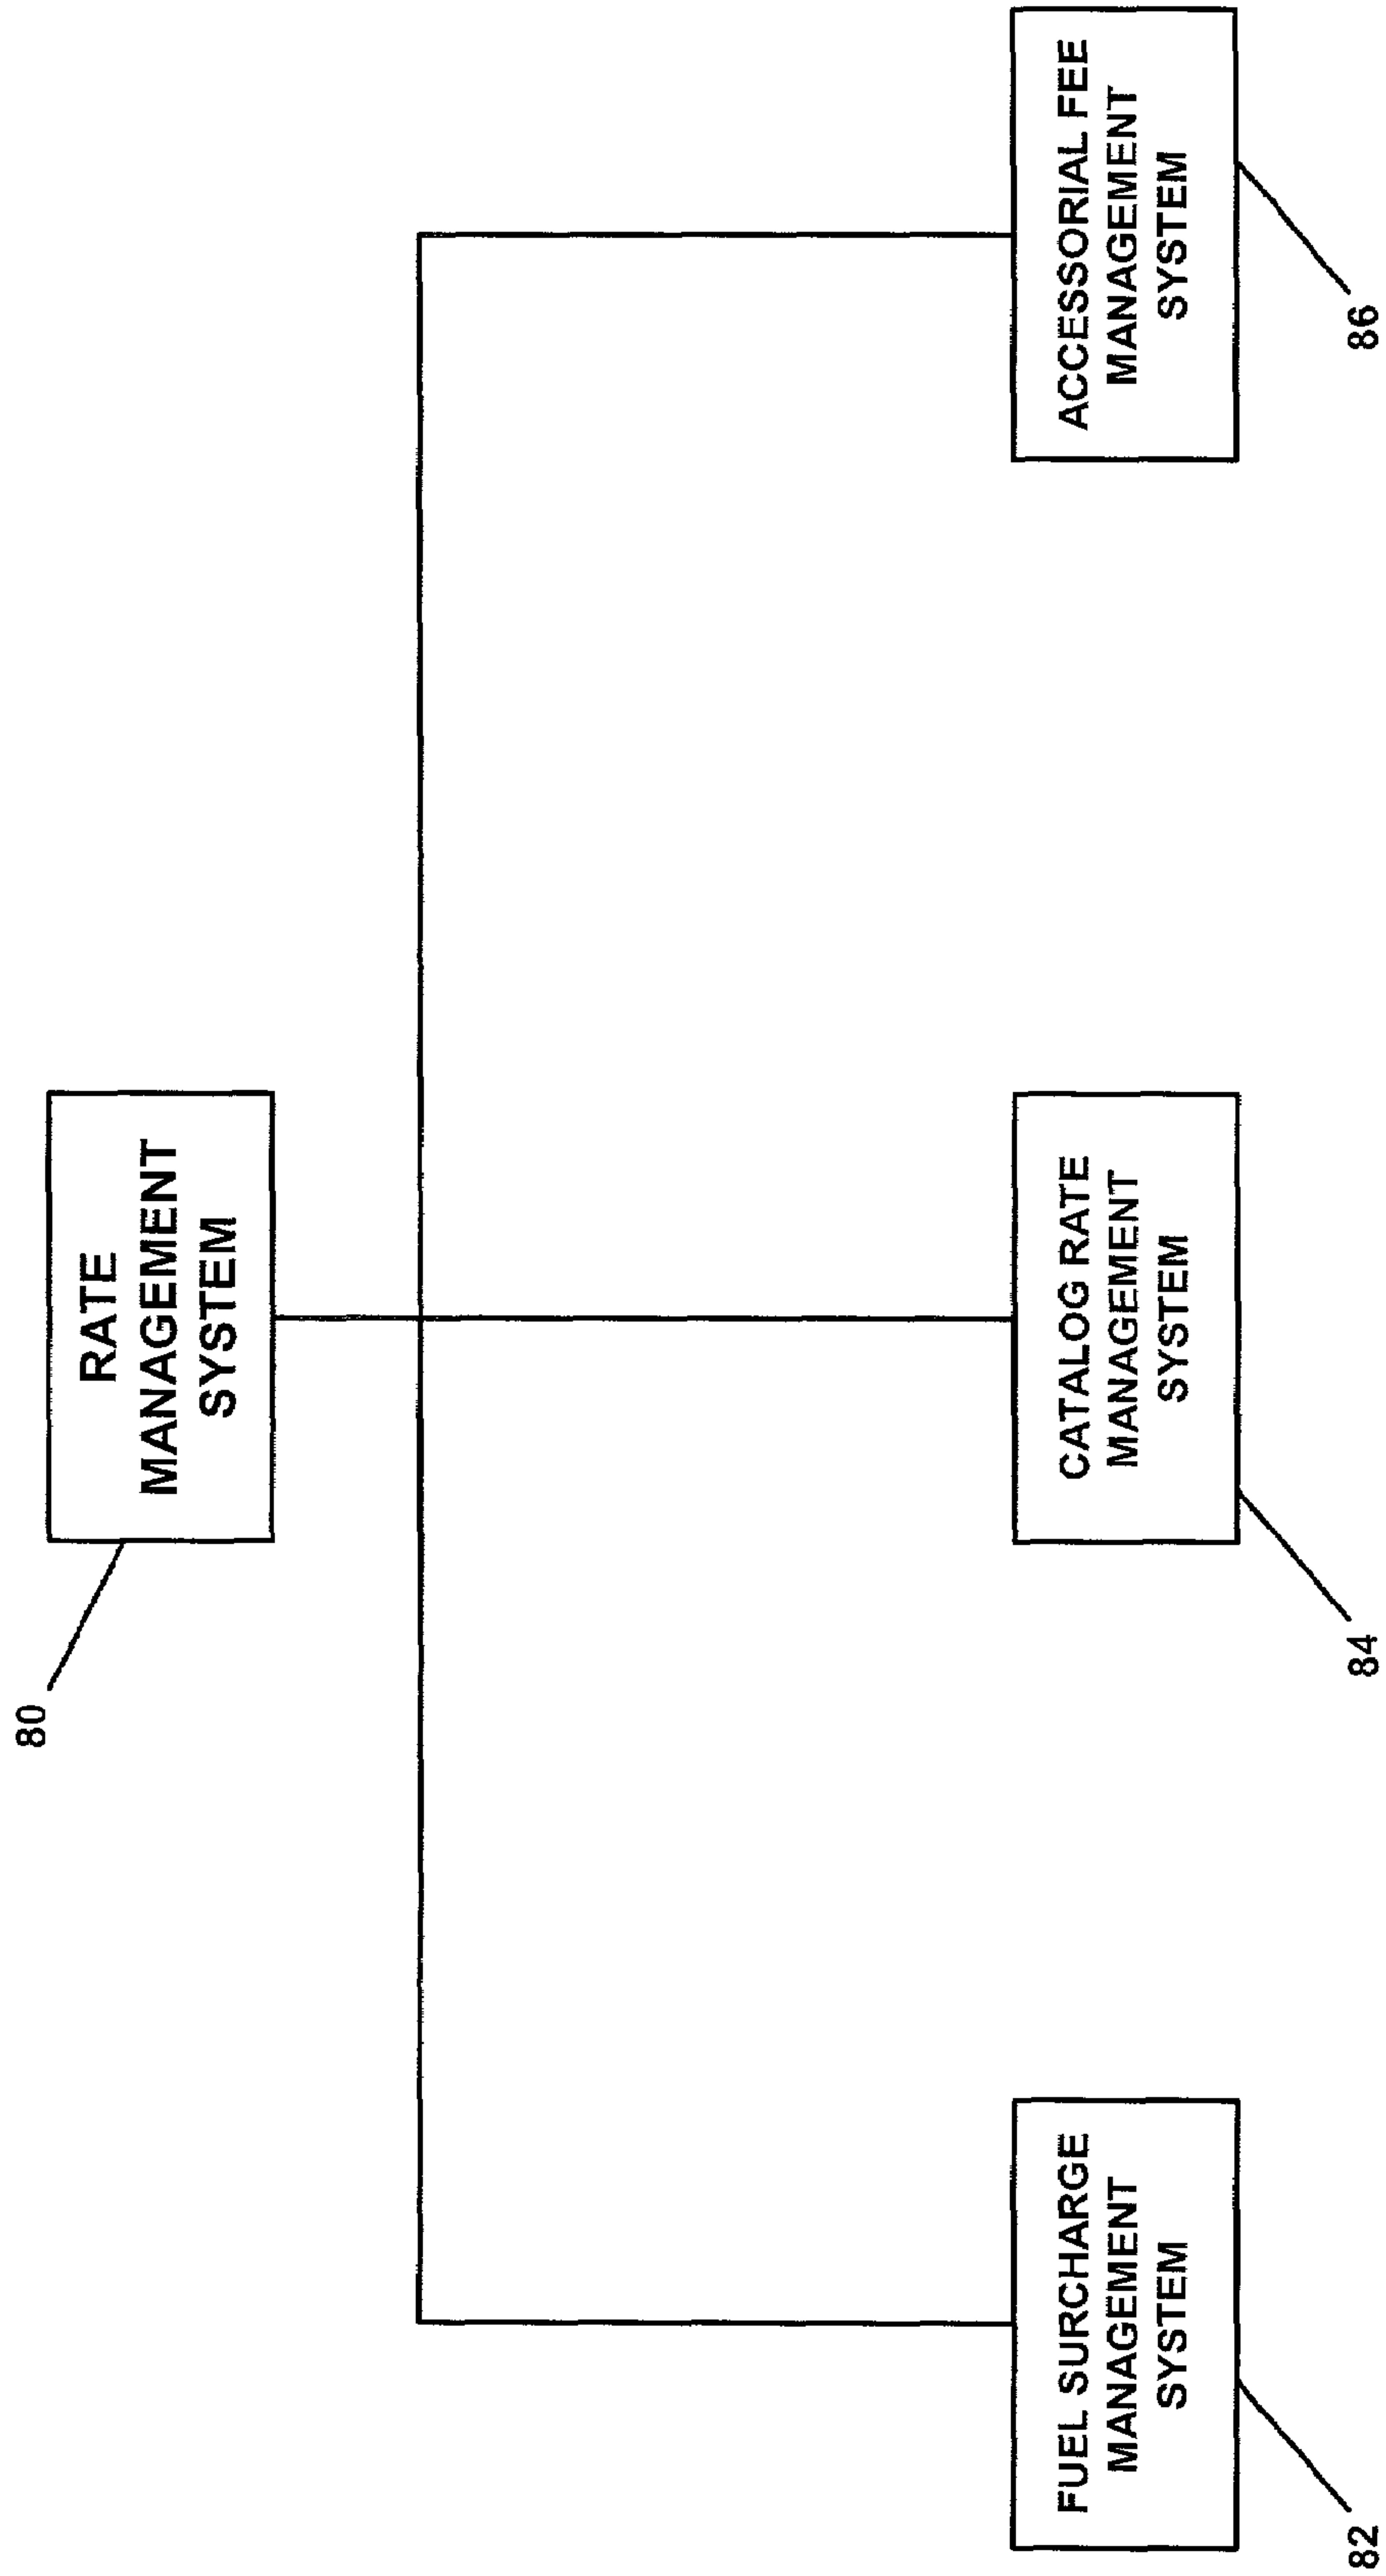 80
RATE
MANAGEMENT
SYSTEM
FUEL SURCHARGE
MANAGEMENT
SYSTEM
82
CATALOG RATE
MANAGEMENT
SYSTEM
84
ACCESSORIAL FEE
MANAGEMENT
SYSTEM
86